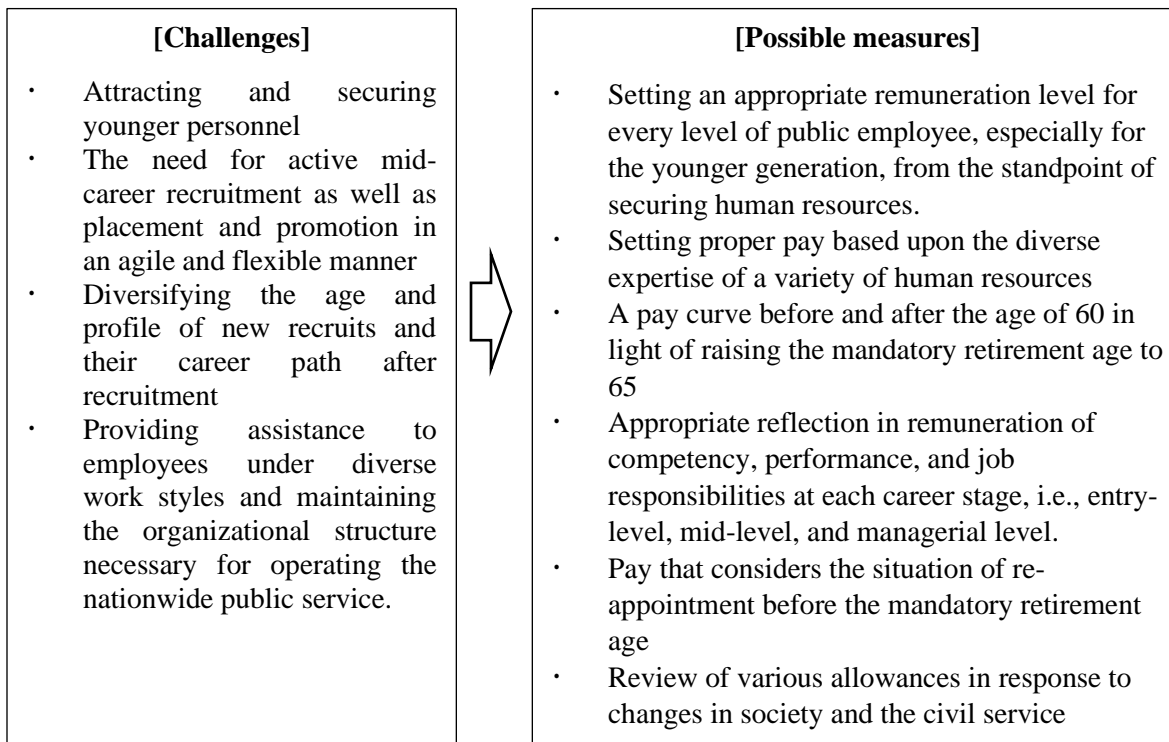 [Challenges]
・ Attracting and securing
younger personnel
・ The need for active mid-
career recruitment as well as
placement and promotion in
an agile and flexible manner
・ Diversifying the age and
profile of new recruits and
their career path after
recruitment
・ Providing assistance to
employees under diverse
work styles and maintaining
the organizational structure
necessary for operating the
nationwide public service.
[Possible measures]
・ Setting an appropriate remuneration level for
every level of public employee, especially for
the younger generation, from the standpoint of
securing human resources.
・ Setting proper pay based upon the diverse
expertise of a variety of human resources
・ A pay curve before and after the age of 60 in
light of raising the mandatory retirement age to
65
・ Appropriate reflection in remuneration of
competency, performance, and job
responsibilities at each career stage, i.e., entry-
level, mid-level, and managerial level.
・ Pay that considers the situation of re-
appointment before the mandatory retirement
age
・ Review of various allowances in response to
changes in society and the civil service